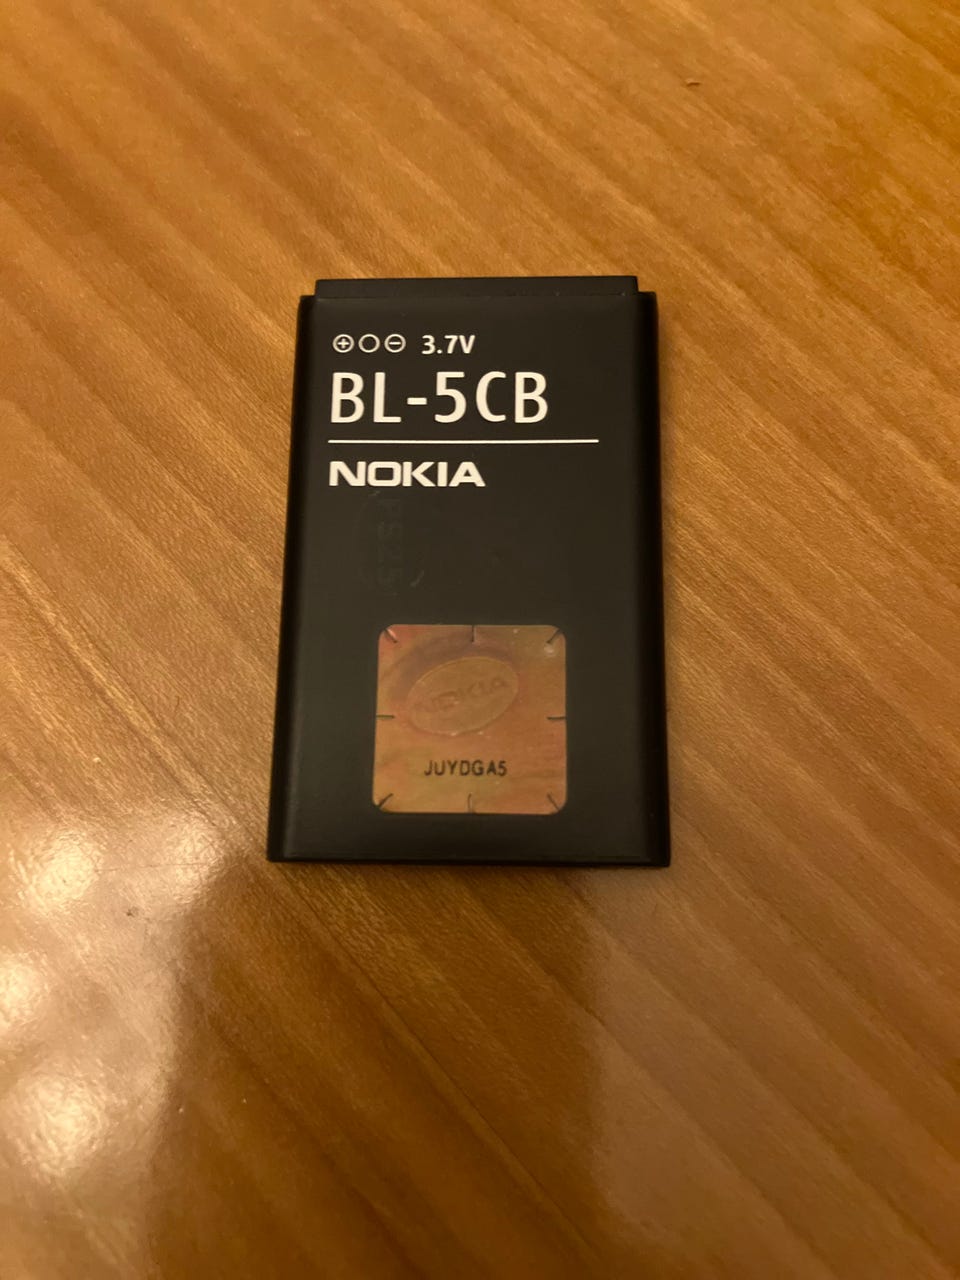 ⊕○⊖ 3.7V
BL-5CB
NOKIA
NOKIA
JUYDGA5